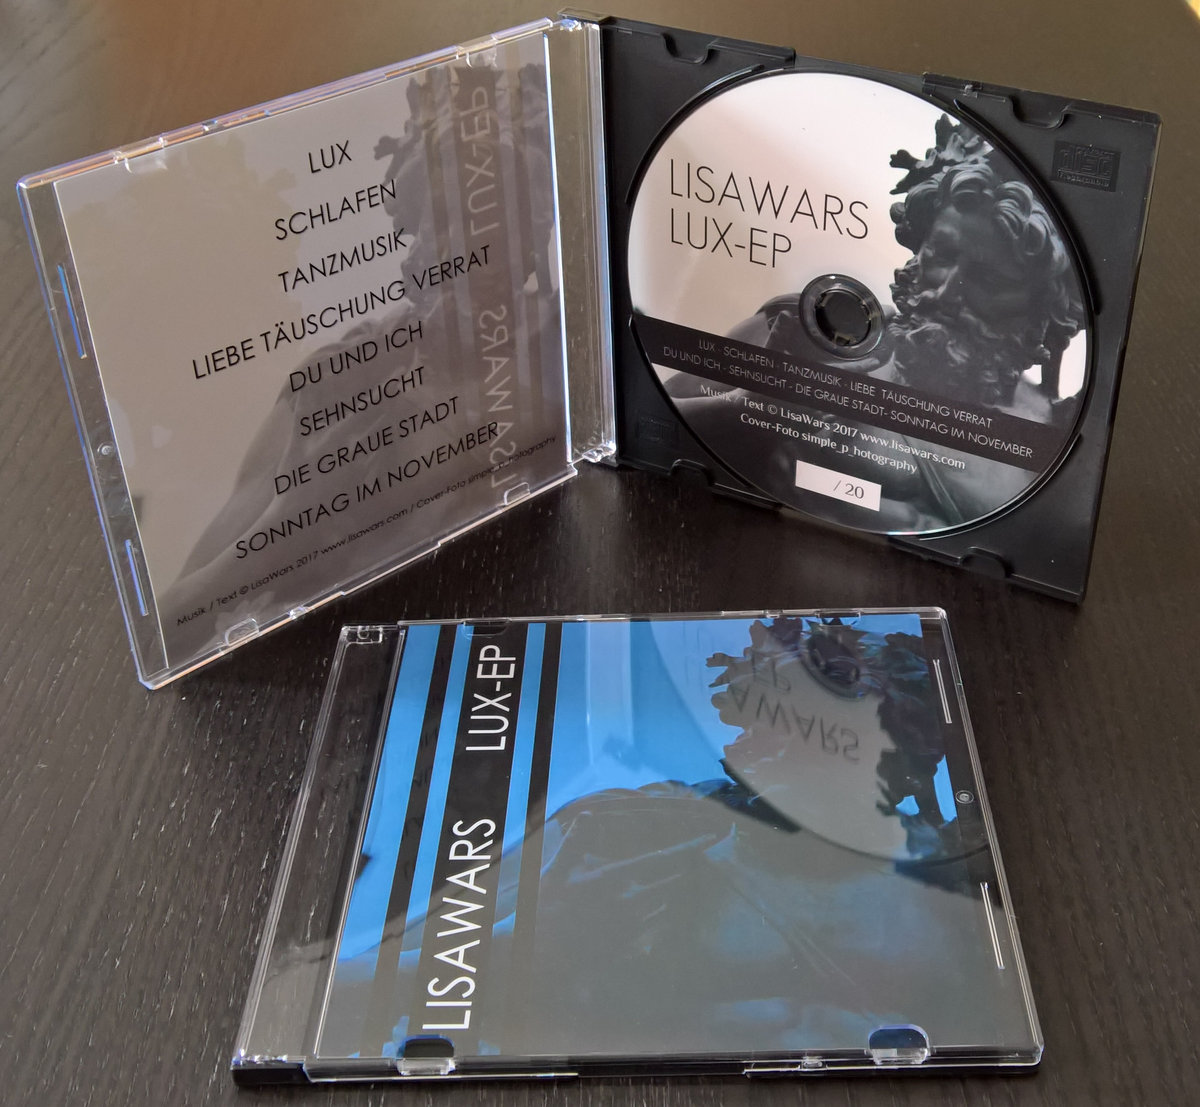 LUX
SCHLAFEN
TANZMUSIK
LIEBE TÄUSCHUNG VERRAT
DU UND ICH
SEHNSUCHT
DIE GRAUE STADT
SONNTAG IM NOVEMBER
Musik / Text © LisaWars 2017 www.lisawars.com / Cover-Foto simple_p_hotography
LISAWARS LUX-EP
LISAWARS
LUX-EP
LUX · SCHLAFEN · TANZMUSIK · LIEBE TÄUSCHUNG VERRAT
DU UND ICH - SEHNSUCHT - DIE GRAUE STADT- SONNTAG IM NOVEMBER
Musik / Text © LisaWars 2017 www.lisawars.com
Cover-Foto simple_p_hotography
/ 20
LISAWARS LUX-EP